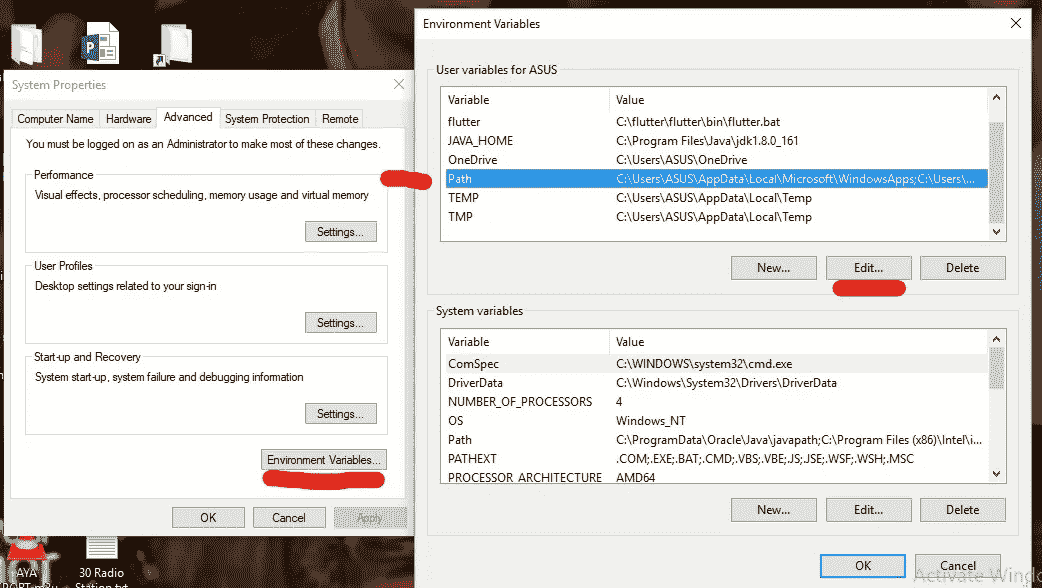 System Properties
Computer Name Hardware Advanced System Protection Remote
You must be logged on as an Administrator to make most of these changes.
Performance
Visual effects, processor scheduling, memory usage and virtual memory
Settings...
User Profiles
Desktop settings related to your sign-in
Settings...
Start-up and Recovery
System start-up, system failure and debugging information
Settings...
Environment Variables...
OK Cancel Apply
30 Radio
Station.txt
Environment Variables
User variables for ASUS
Variable Value
flutter C:\flutter\flutter\bin\flutter.bat
JAVA_HOME C:\Program Files\Java\jdk1.8.0_161
OneDrive C:\Users\ASUS\OneDrive
Path C:\Users\ASUS\AppData\Local\Microsoft\WindowsApps;C:\Users\...
TEMP C:\Users\ASUS\AppData\Local\Temp
TMP C:\Users\ASUS\AppData\Local\Temp
New... Edit... Delete
System variables
Variable Value
ComSpec C:\WINDOWS\system32\cmd.exe
DriverData C:\Windows\System32\Drivers\DriverData
NUMBER_OF_PROCESSORS 4
OS Windows_NT
Path C:\ProgramData\Oracle\Java\javapath;C:\Program Files (x86)\Intel\i...
PATHEXT .COM;.EXE;.BAT;.CMD;.VBS;.VBE;.JS;.JSE;.WSF;.WSH;.MSC
PROCESSOR_ARCHITECTURE AMD64
New... Edit... Delete
OK Cancel
Activate Windo